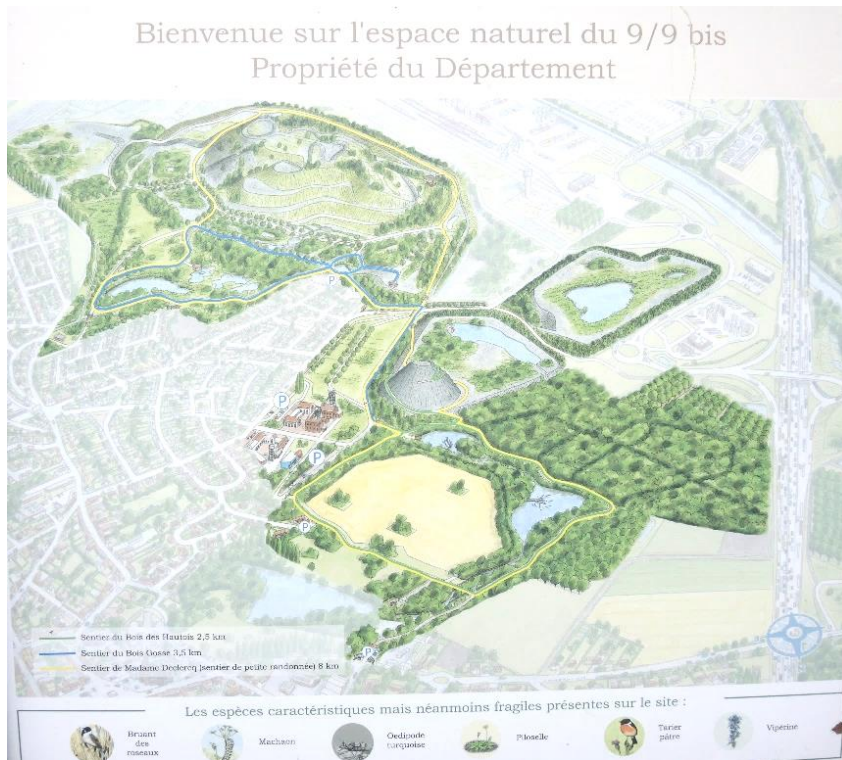 Bienvenue sur l'espace naturel du 9/9 bis
Propriété du Département
P
P
P
P
P
Sentier du Bois des Hautois 2,5 km
Sentier du Bois Gosse 3,5 km
Sentier de Madame Declercq (sentier de petite randonnée) 8 km
Les espèces caractéristiques mais néanmoins fragiles présentes sur le site :
Bruant
des
roseaux
Machaon
Oedipode
turquoise
Piloselle
Tarier
pâtre
Vipérine